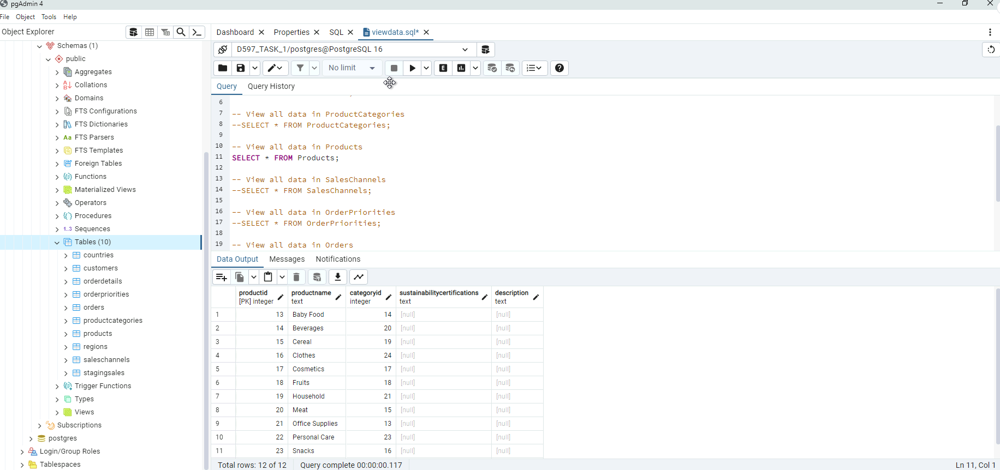 pgAdmin 4
File Object Tools Help
Object Explorer
Dashboard Properties SQL viewdata.sql*
D597_TASK_1/postgres@PostgreSQL 16
No limit
E
Query Query History
Schemas (1)
public
Aggregates
Collations
Domains
FTS Configurations
FTS Dictionaries
Aa FTS Parsers
FTS Templates
Foreign Tables
Functions
Materialized Views
Operators
Procedures
1..3 Sequences
Tables (10)
countries
customers
orderdetails
orderpriorities
orders
productcategories
products
regions
saleschannels
stagingsales
Trigger Functions
Types
Views
Subscriptions
postgres
Login/Group Roles
Tablespaces
6
7 -- View all data in ProductCategories
8 --SELECT * FROM ProductCategories;
9
10 -- View all data in Products
11 SELECT * FROM Products;
12
13 -- View all data in SalesChannels
14 --SELECT * FROM SalesChannels;
15
16 -- View all data in OrderPriorities
17 --SELECT * FROM OrderPriorities;
18
19 -- View all data in Orders
Data Output Messages Notifications
productid productname categoryid sustainabilitycertifications description
[PK] integer text integer text text
1 13 Baby Food 14 [null] [null]
2 14 Beverages 20 [null] [null]
3 15 Cereal 19 [null] [null]
4 16 Clothes 24 [null] [null]
5 17 Cosmetics 17 [null] [null]
6 18 Fruits 18 [null] [null]
7 19 Household 21 [null] [null]
8 20 Meat 15 [null] [null]
9 21 Office Supplies 13 [null] [null]
10 22 Personal Care 23 [null] [null]
11 23 Snacks 16 [null] [null]
Total rows: 12 of 12 Query complete 00:00:00.117 Ln 11, Col 1